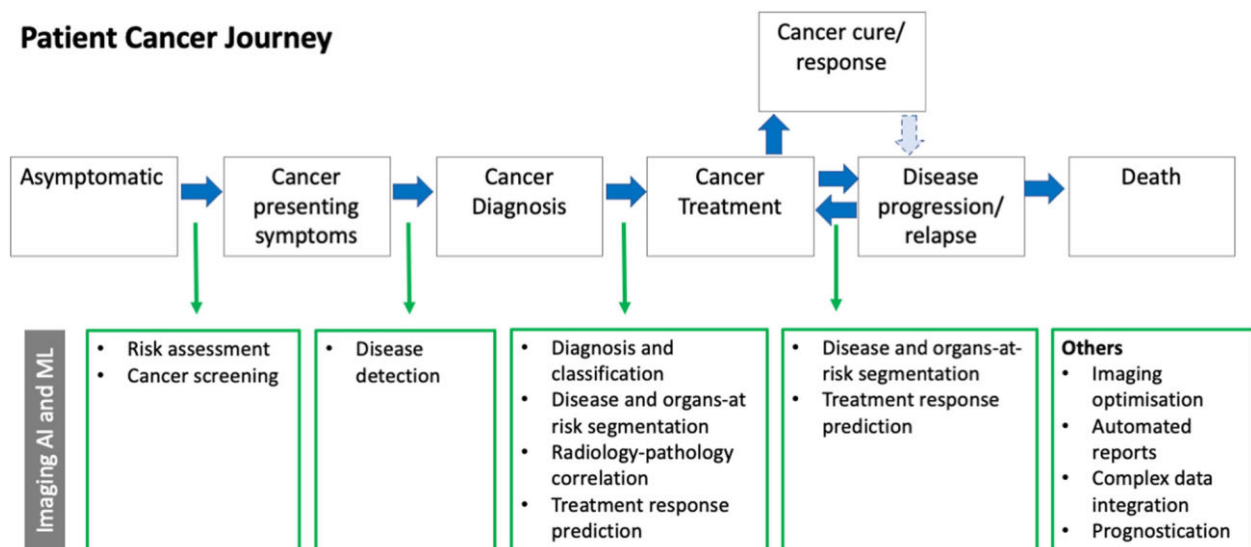 Patient Cancer Journey
Cancer cure/
response
Asymptomatic
Cancer
presenting
symptoms
Cancer
Diagnosis
Cancer
Treatment
Disease
progression/
relapse
Death
Imaging AI and ML
• Risk assessment
• Cancer screening
• Disease
detection
• Diagnosis and
classification
• Disease and organs-at
risk segmentation
• Radiology-pathology
correlation
• Treatment response
prediction
• Disease and organs-at-
risk segmentation
• Treatment response
prediction
Others
• Imaging
optimisation
• Automated
reports
• Complex data
integration
• Prognostication